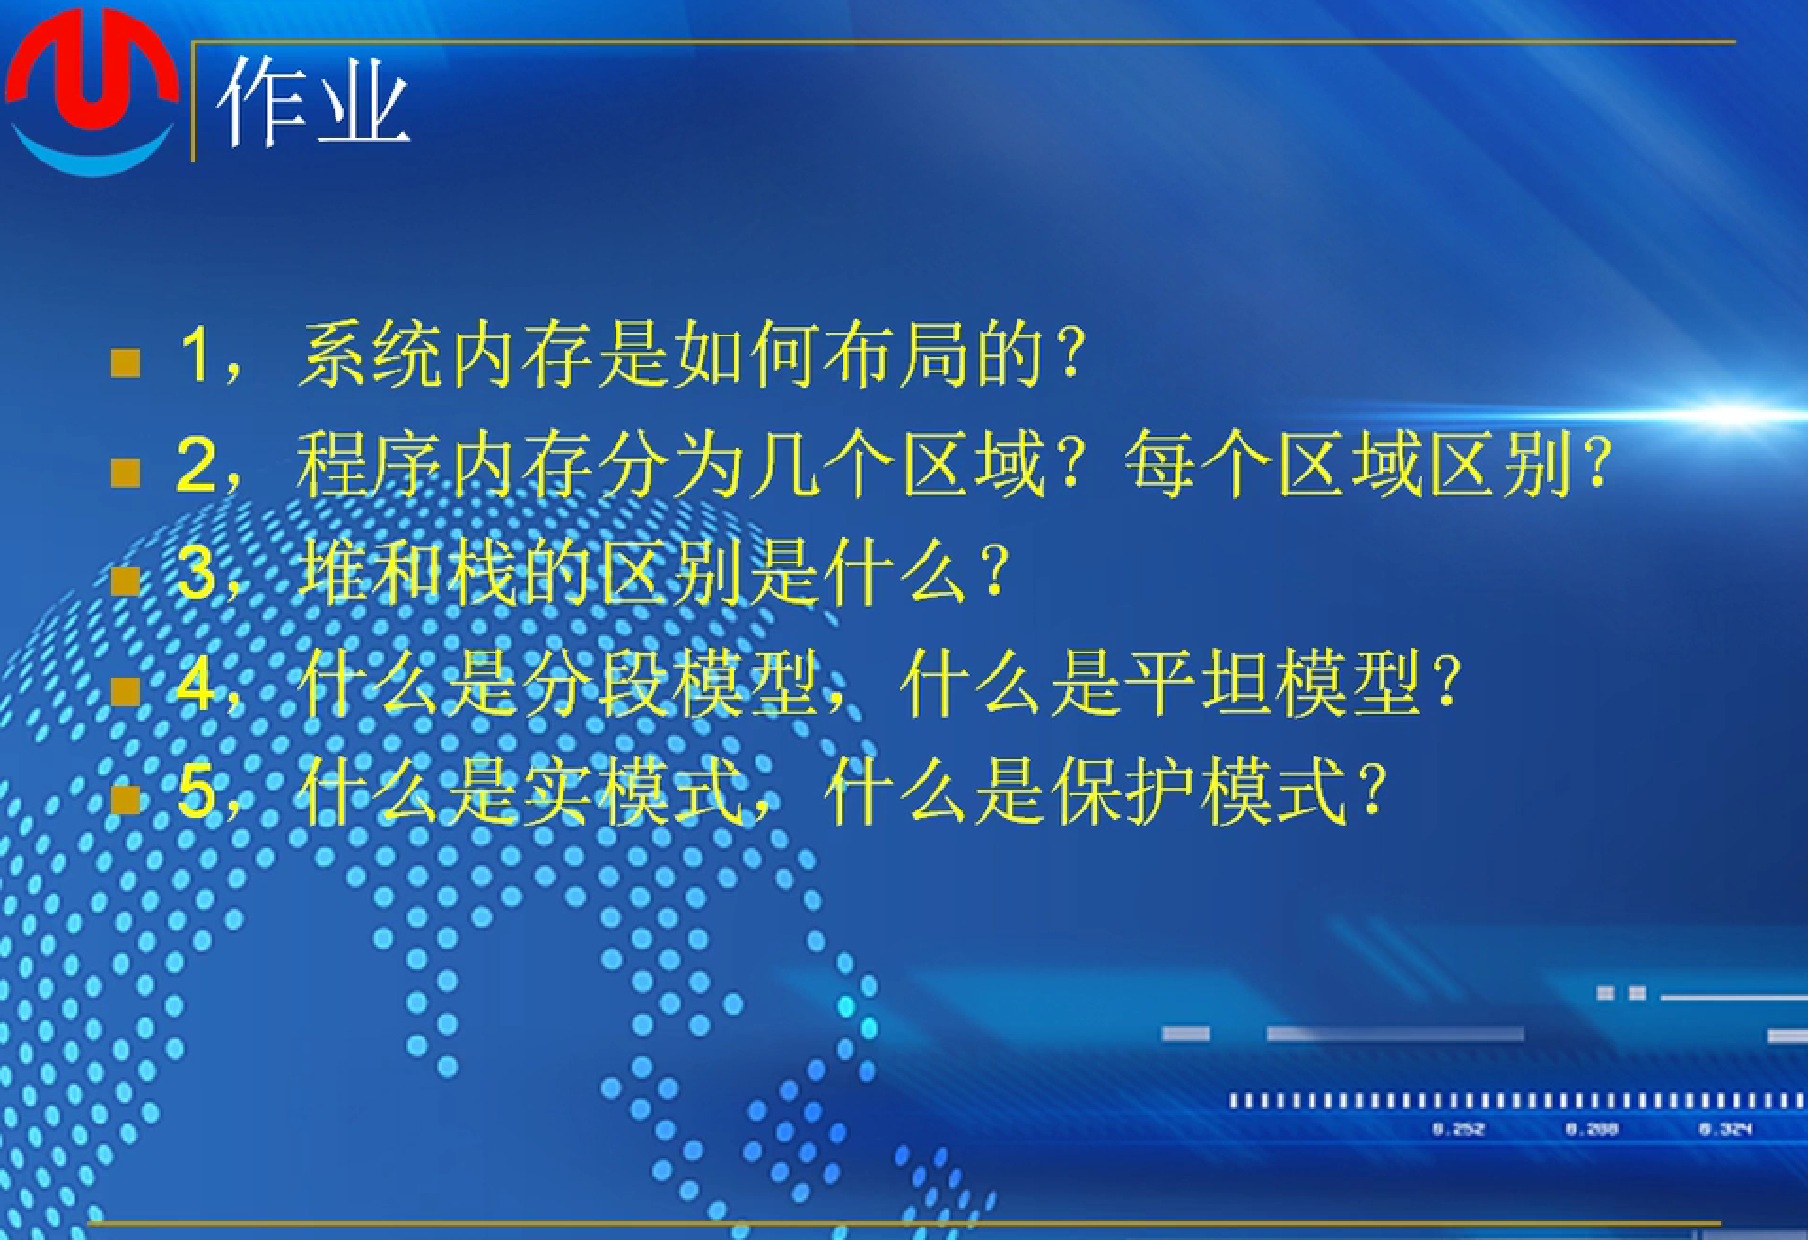 作业
1，系统内存是如何布局的？
2，程序内存分为几个区域？每个区域区别？
3，堆和栈的区别是什么？
4，什么是分段模型，什么是平坦模型？
5，什么是实模式，什么是保护模式？
0.252 0.288 0.324